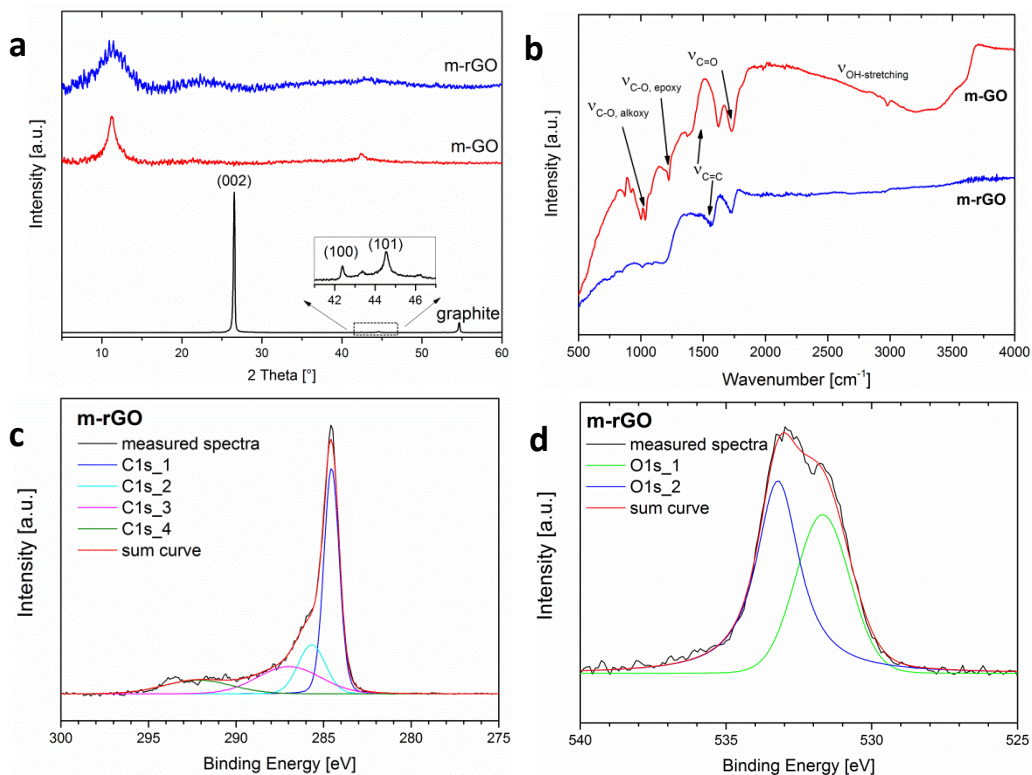 a
m-rGO
m-GO
(002)
(100)
(101)
42 44 46
graphite
Intensity [a.u.]
10 20 30 40 50 60
2 Theta [°]
b
νC=O
νOH-stretching
νC-O, epoxy
m-GO
νC-O, alkoxy
νC=C
m-rGO
Intensity [a.u.]
500 1000 1500 2000 2500 3000 3500 4000
Wavenumber [cm⁻¹]
c
m-rGO
measured spectra
C1s_1
C1s_2
C1s_3
C1s_4
sum curve
Intensity [a.u.]
300 295 290 285 280 275
Binding Energy [eV]
d
m-rGO
measured spectra
O1s_1
O1s_2
sum curve
Intensity [a.u.]
540 535 530 525
Binding Energy [eV]